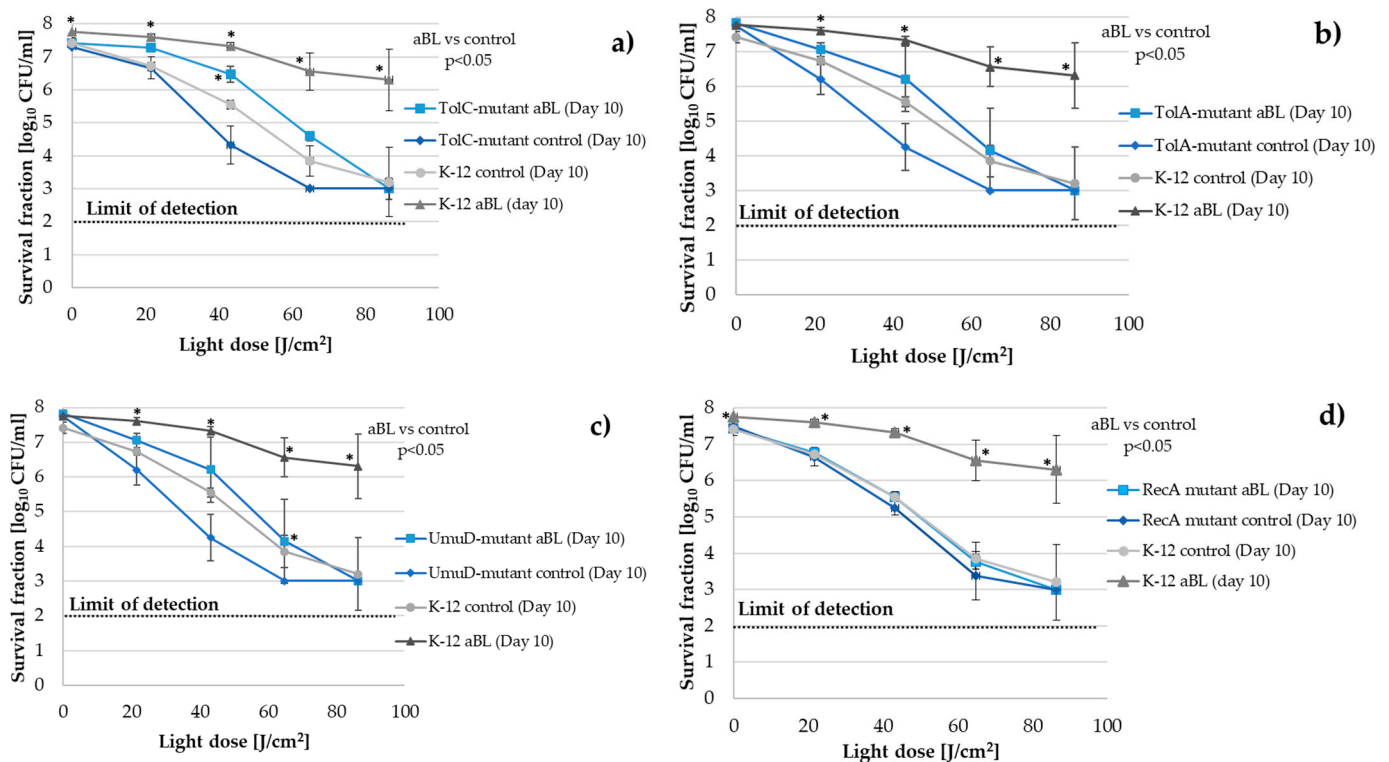 a)
Survival fraction [log10 CFU/ml]
8
7
6
5
4
3
2
1
0
* * * * * *
aBL vs control
p<0.05
TolC-mutant aBL (Day 10)
TolC-mutant control (Day 10)
K-12 control (Day 10)
K-12 aBL (day 10)
Limit of detection
0 20 40 60 80 100
Light dose [J/cm2]
b)
Survival fraction [log10 CFU/ml]
8
7
6
5
4
3
2
1
0
* * * *
aBL vs control
p<0.05
TolA-mutant aBL (Day 10)
TolA-mutant control (Day 10)
K-12 control (Day 10)
K-12 aBL (Day 10)
Limit of detection
0 20 40 60 80 100
Light dose [J/cm2]
c)
Survival fraction [log10 CFU/ml]
8
7
6
5
4
3
2
1
0
* * * * *
aBL vs control
p<0.05
UmuD-mutant aBL (Day 10)
UmuD-mutant control (Day 10)
K-12 control (Day 10)
K-12 aBL (Day 10)
Limit of detection
0 20 40 60 80 100
Light dose [J/cm2]
d)
Survival fraction [log10 CFU/ml]
8
7
6
5
4
3
2
1
0
* * * * *
aBL vs control
p<0.05
RecA mutant aBL (Day 10)
RecA mutant control (Day 10)
K-12 control (Day 10)
K-12 aBL (day 10)
Limit of detection
0 20 40 60 80 100
Light dose [J/cm2]